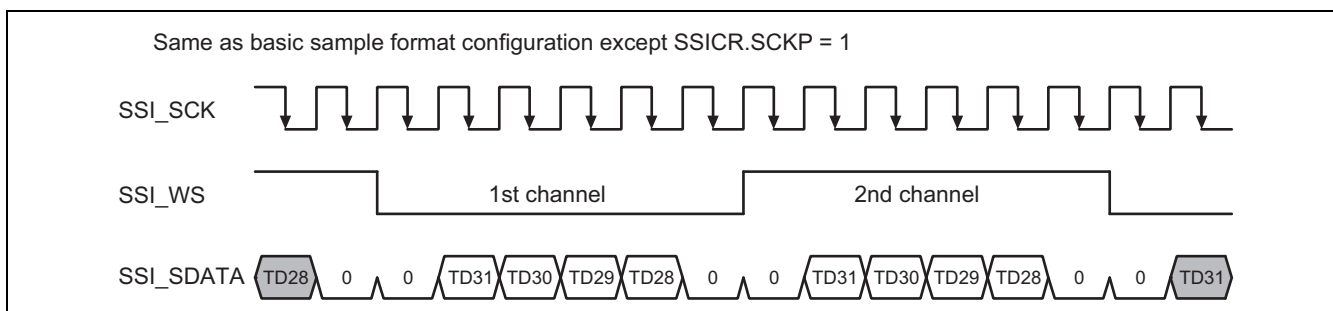 Same as basic sample format configuration except SSICR.SCKP = 1
SSI_SCK
SSI_WS 1st channel 2nd channel
SSI_SDATA TD28 0 0 TD31 TD30 TD29 TD28 0 0 TD31 TD30 TD29 TD28 0 0 TD31